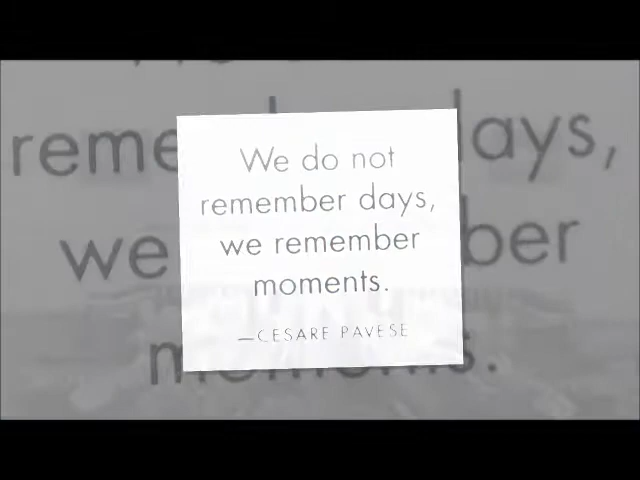 We do not
remember days,
we remember
moments.
—CESARE PAVESE